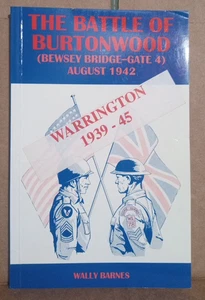 THE BATTLE OF
BURTONWOOD
(BEWSEY BRIDGE-GATE 4)
AUGUST 1942
WARRINGTON
1939 - 45
WALLY BARNES